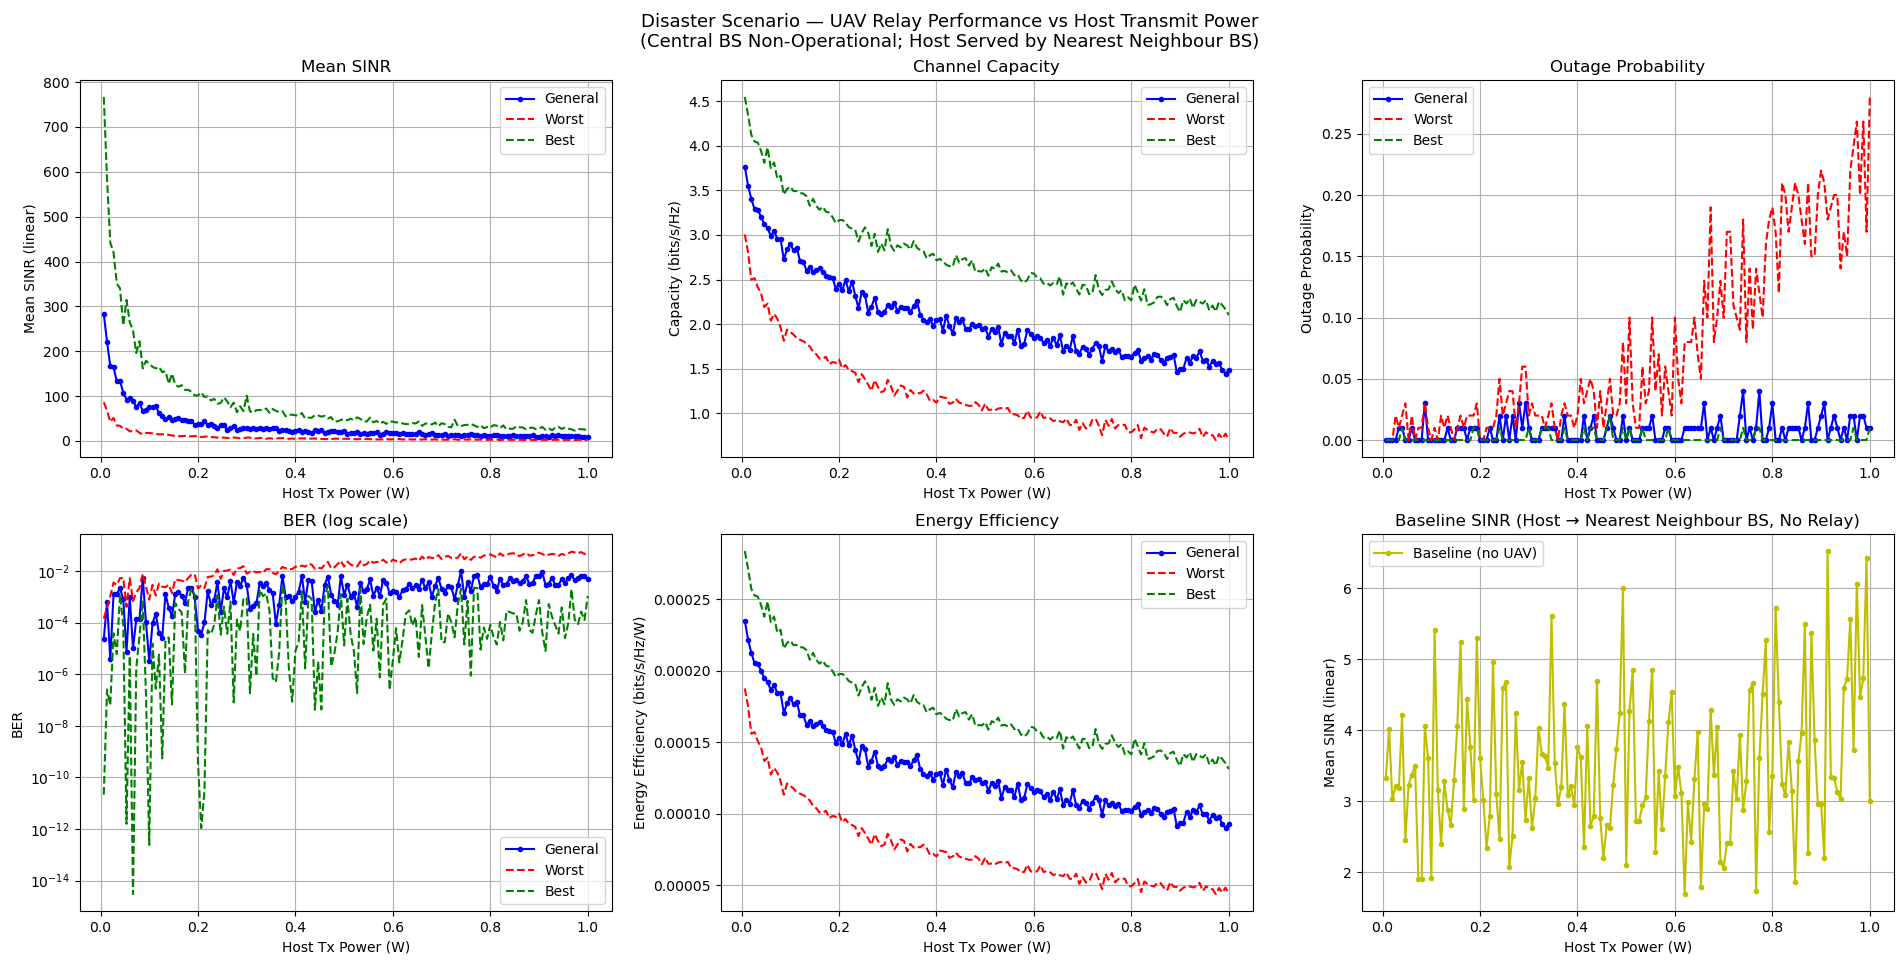 Disaster Scenario — UAV Relay Performance vs Host Transmit Power
(Central BS Non-Operational; Host Served by Nearest Neighbour BS)
Mean SINR
Mean SINR (linear)
800
700
600
500
400
300
200
100
0
General
Worst
Best
0.0 0.2 0.4 0.6 0.8 1.0
Host Tx Power (W)
Channel Capacity
Capacity (bits/s/Hz)
4.5
4.0
3.5
3.0
2.5
2.0
1.5
1.0
General
Worst
Best
0.0 0.2 0.4 0.6 0.8 1.0
Host Tx Power (W)
Outage Probability
Outage Probability
0.25
0.20
0.15
0.10
0.05
0.00
General
Worst
Best
0.0 0.2 0.4 0.6 0.8 1.0
Host Tx Power (W)
BER (log scale)
BER
10⁻²
10⁻⁴
10⁻⁶
10⁻⁸
10⁻¹⁰
10⁻¹²
10⁻¹⁴
General
Worst
Best
0.0 0.2 0.4 0.6 0.8 1.0
Host Tx Power (W)
Energy Efficiency
Energy Efficiency (bits/s/Hz/W)
0.00025
0.00020
0.00015
0.00010
0.00005
General
Worst
Best
0.0 0.2 0.4 0.6 0.8 1.0
Host Tx Power (W)
Baseline SINR (Host → Nearest Neighbour BS, No Relay)
Mean SINR (linear)
6
5
4
3
2
Baseline (no UAV)
0.0 0.2 0.4 0.6 0.8 1.0
Host Tx Power (W)